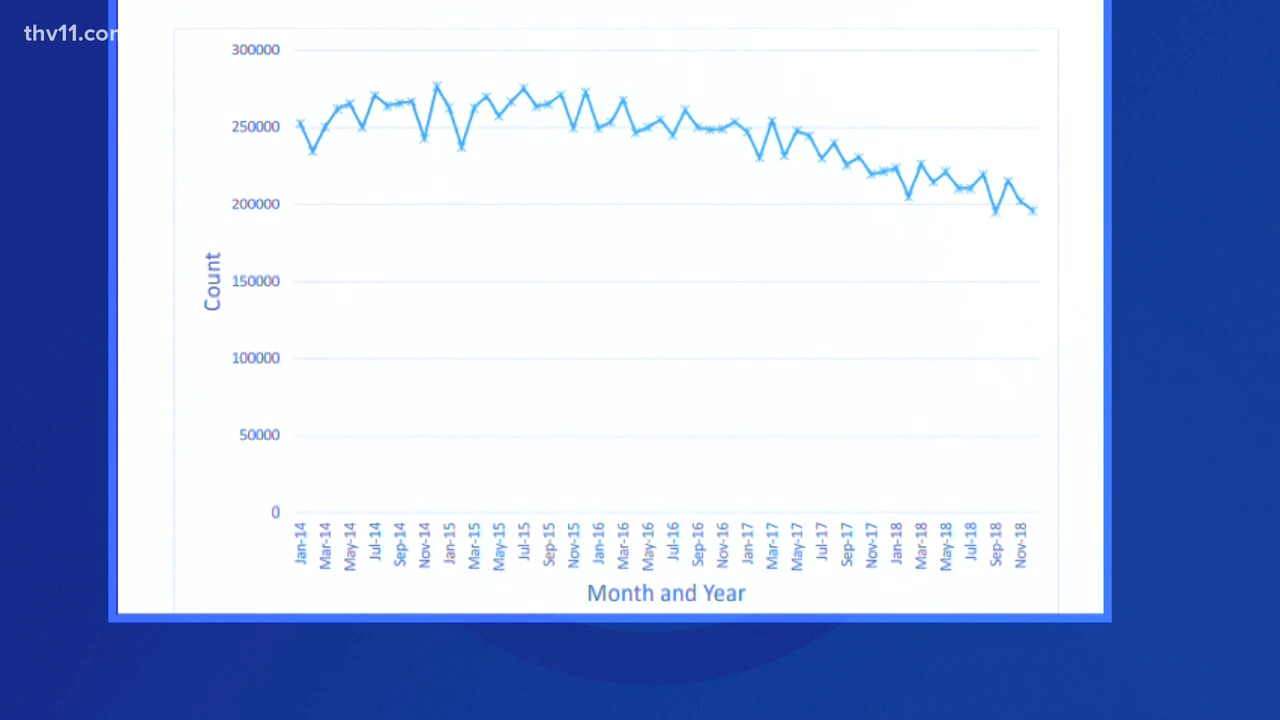 thv11.com
300000
250000
200000
150000
100000
50000
0
Count
Jan-14
Mar-14
May-14
Jul-14
Sep-14
Nov-14
Jan-15
Mar-15
May-15
Jul-15
Sep-15
Nov-15
Jan-16
Mar-16
May-16
Jul-16
Sep-16
Nov-16
Jan-17
Mar-17
May-17
Jul-17
Sep-17
Nov-17
Jan-18
Mar-18
May-18
Jul-18
Sep-18
Nov-18
Month and Year